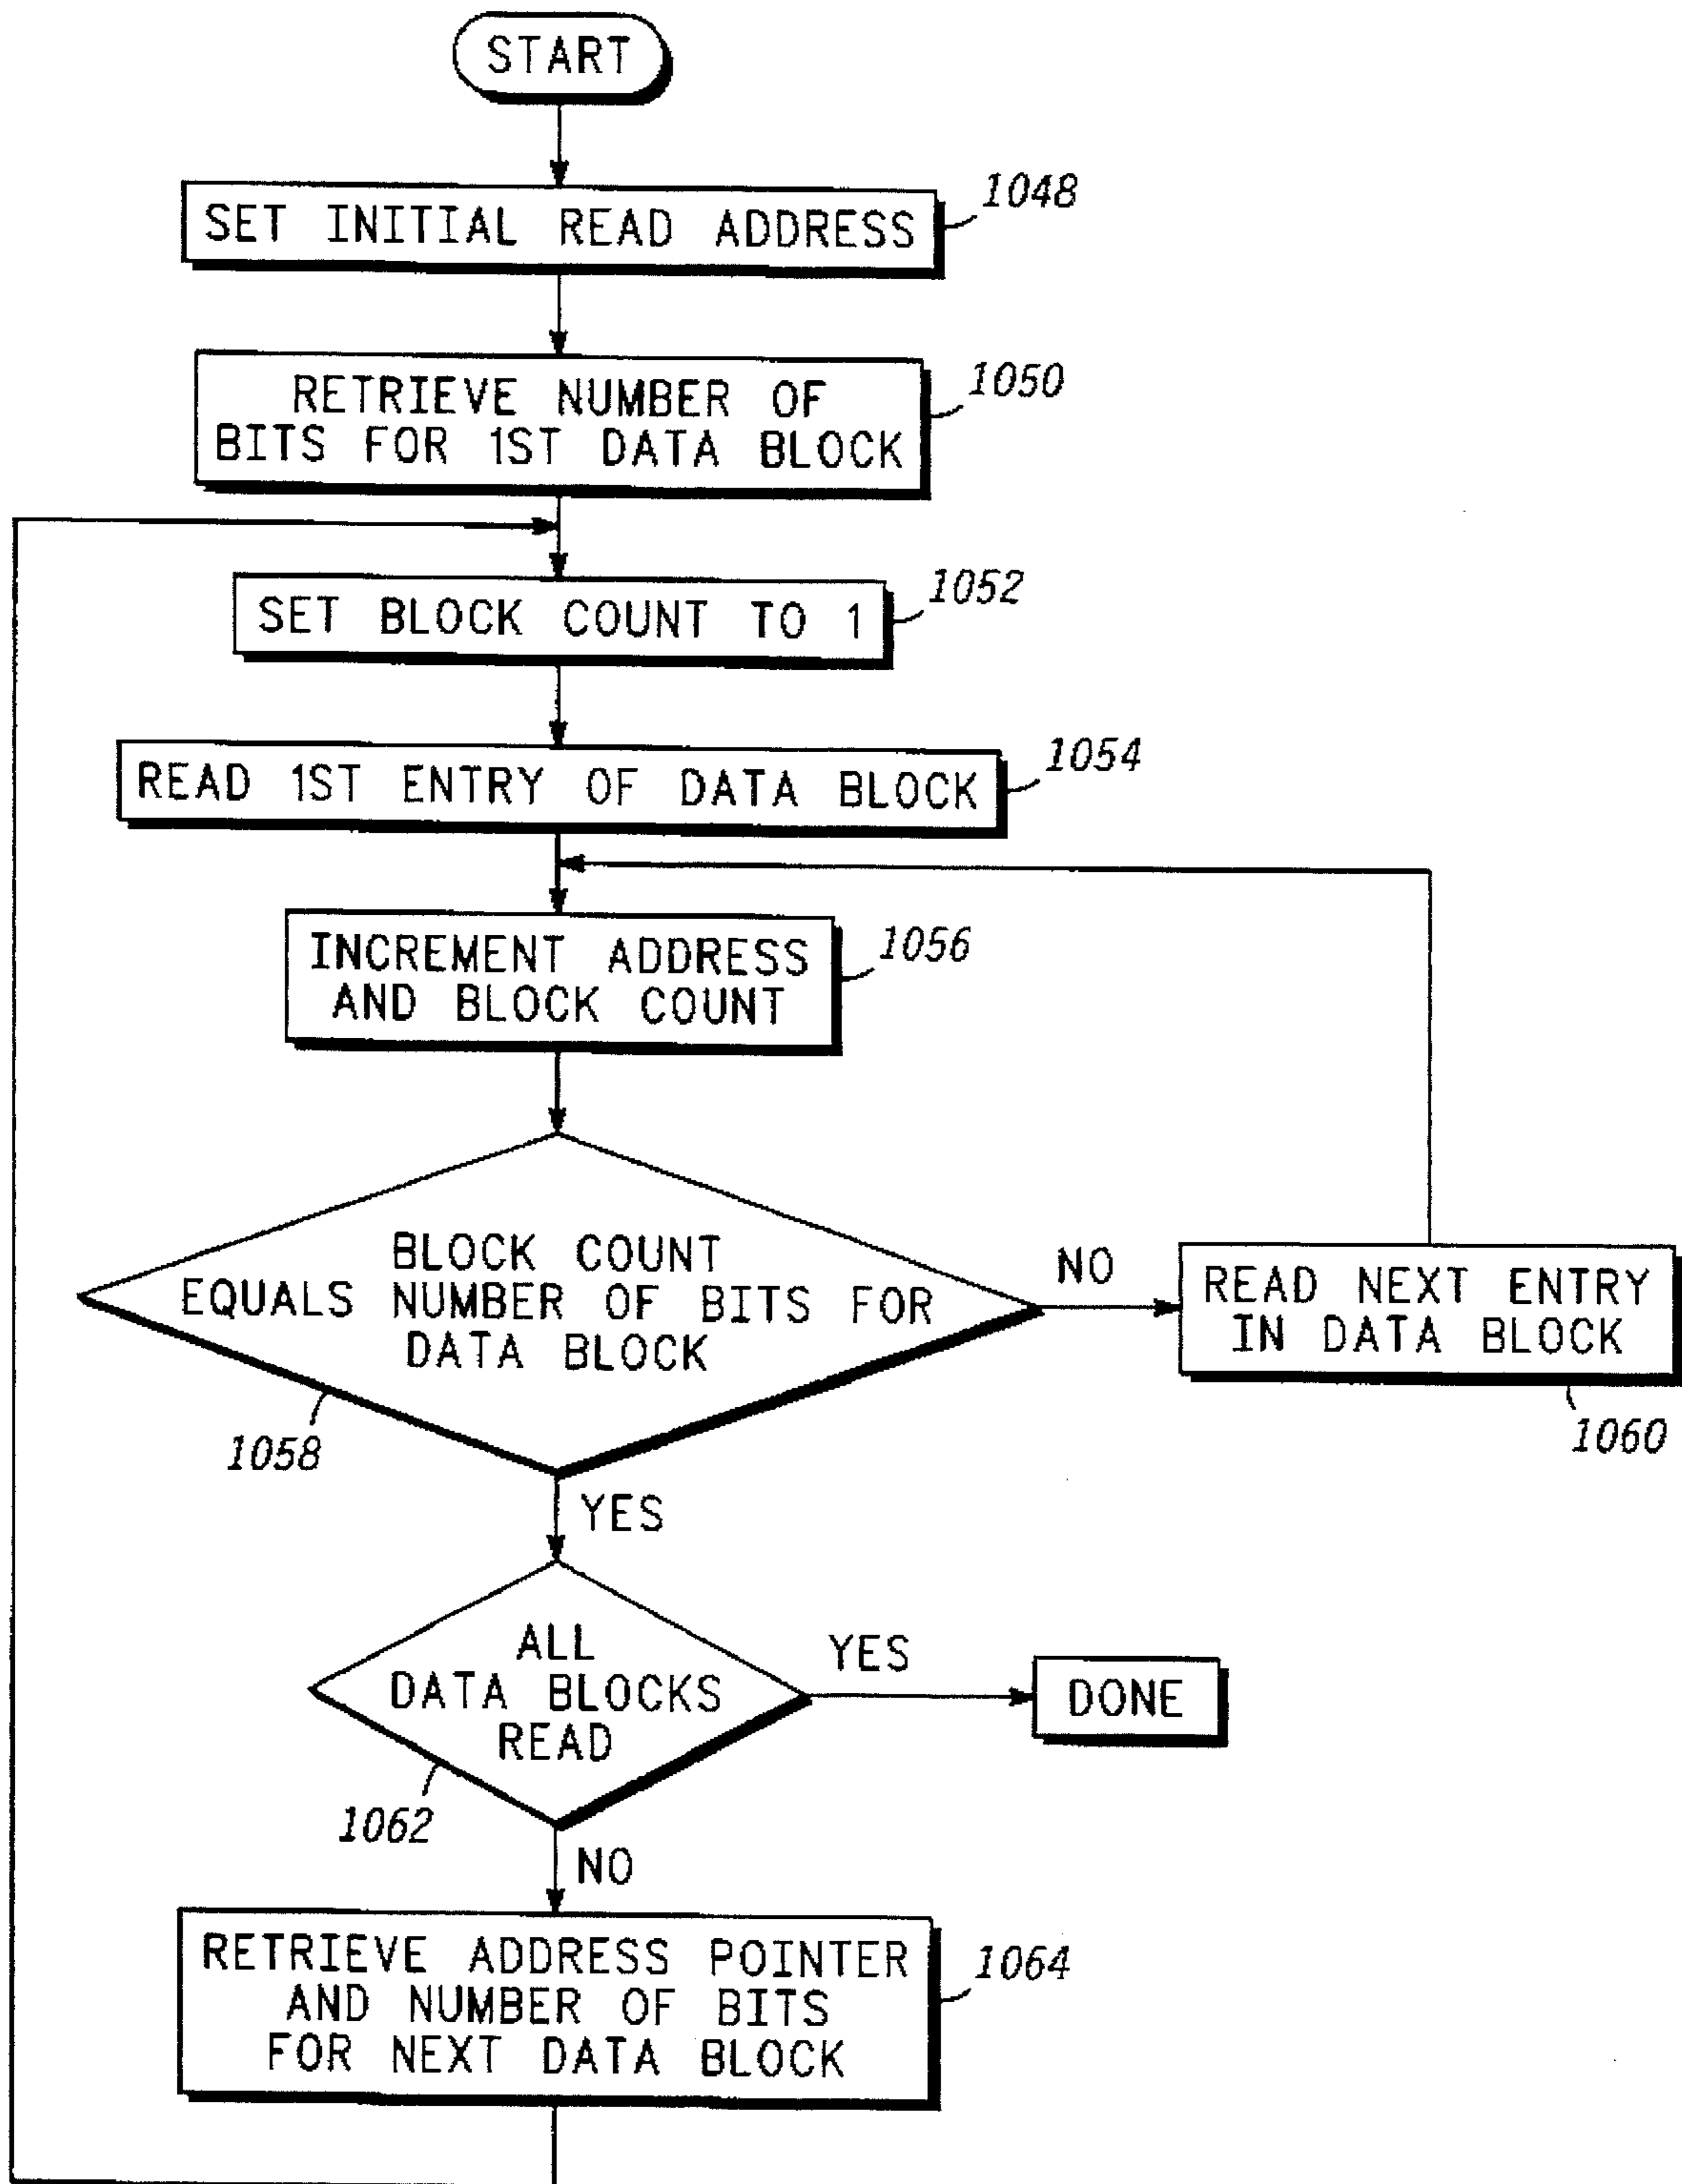 START
SET INITIAL READ ADDRESS
1048
RETRIEVE NUMBER OF
BITS FOR 1ST DATA BLOCK
1050
SET BLOCK COUNT TO 1
1052
READ 1ST ENTRY OF DATA BLOCK
1054
INCREMENT ADDRESS
AND BLOCK COUNT
1056
BLOCK COUNT
EQUALS NUMBER OF BITS FOR
DATA BLOCK
1058
NO
READ NEXT ENTRY
IN DATA BLOCK
1060
YES
ALL
DATA BLOCKS
READ
1062
YES
DONE
NO
RETRIEVE ADDRESS POINTER
AND NUMBER OF BITS
FOR NEXT DATA BLOCK
1064